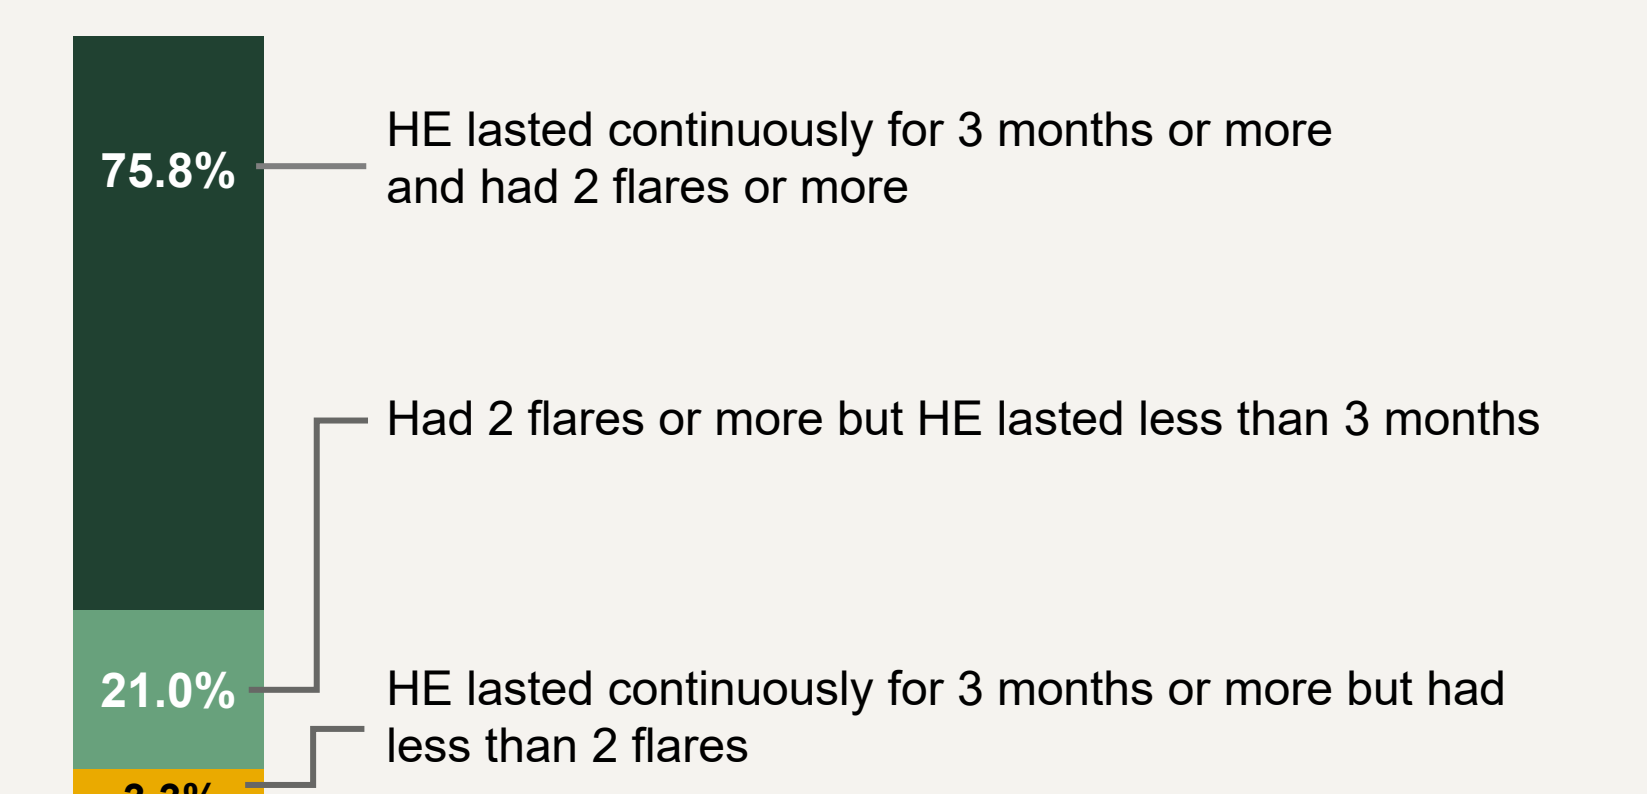 75.8%
HE lasted continuously for 3 months or more
and had 2 flares or more
Had 2 flares or more but HE lasted less than 3 months
21.0%
HE lasted continuously for 3 months or more but had
less than 2 flares